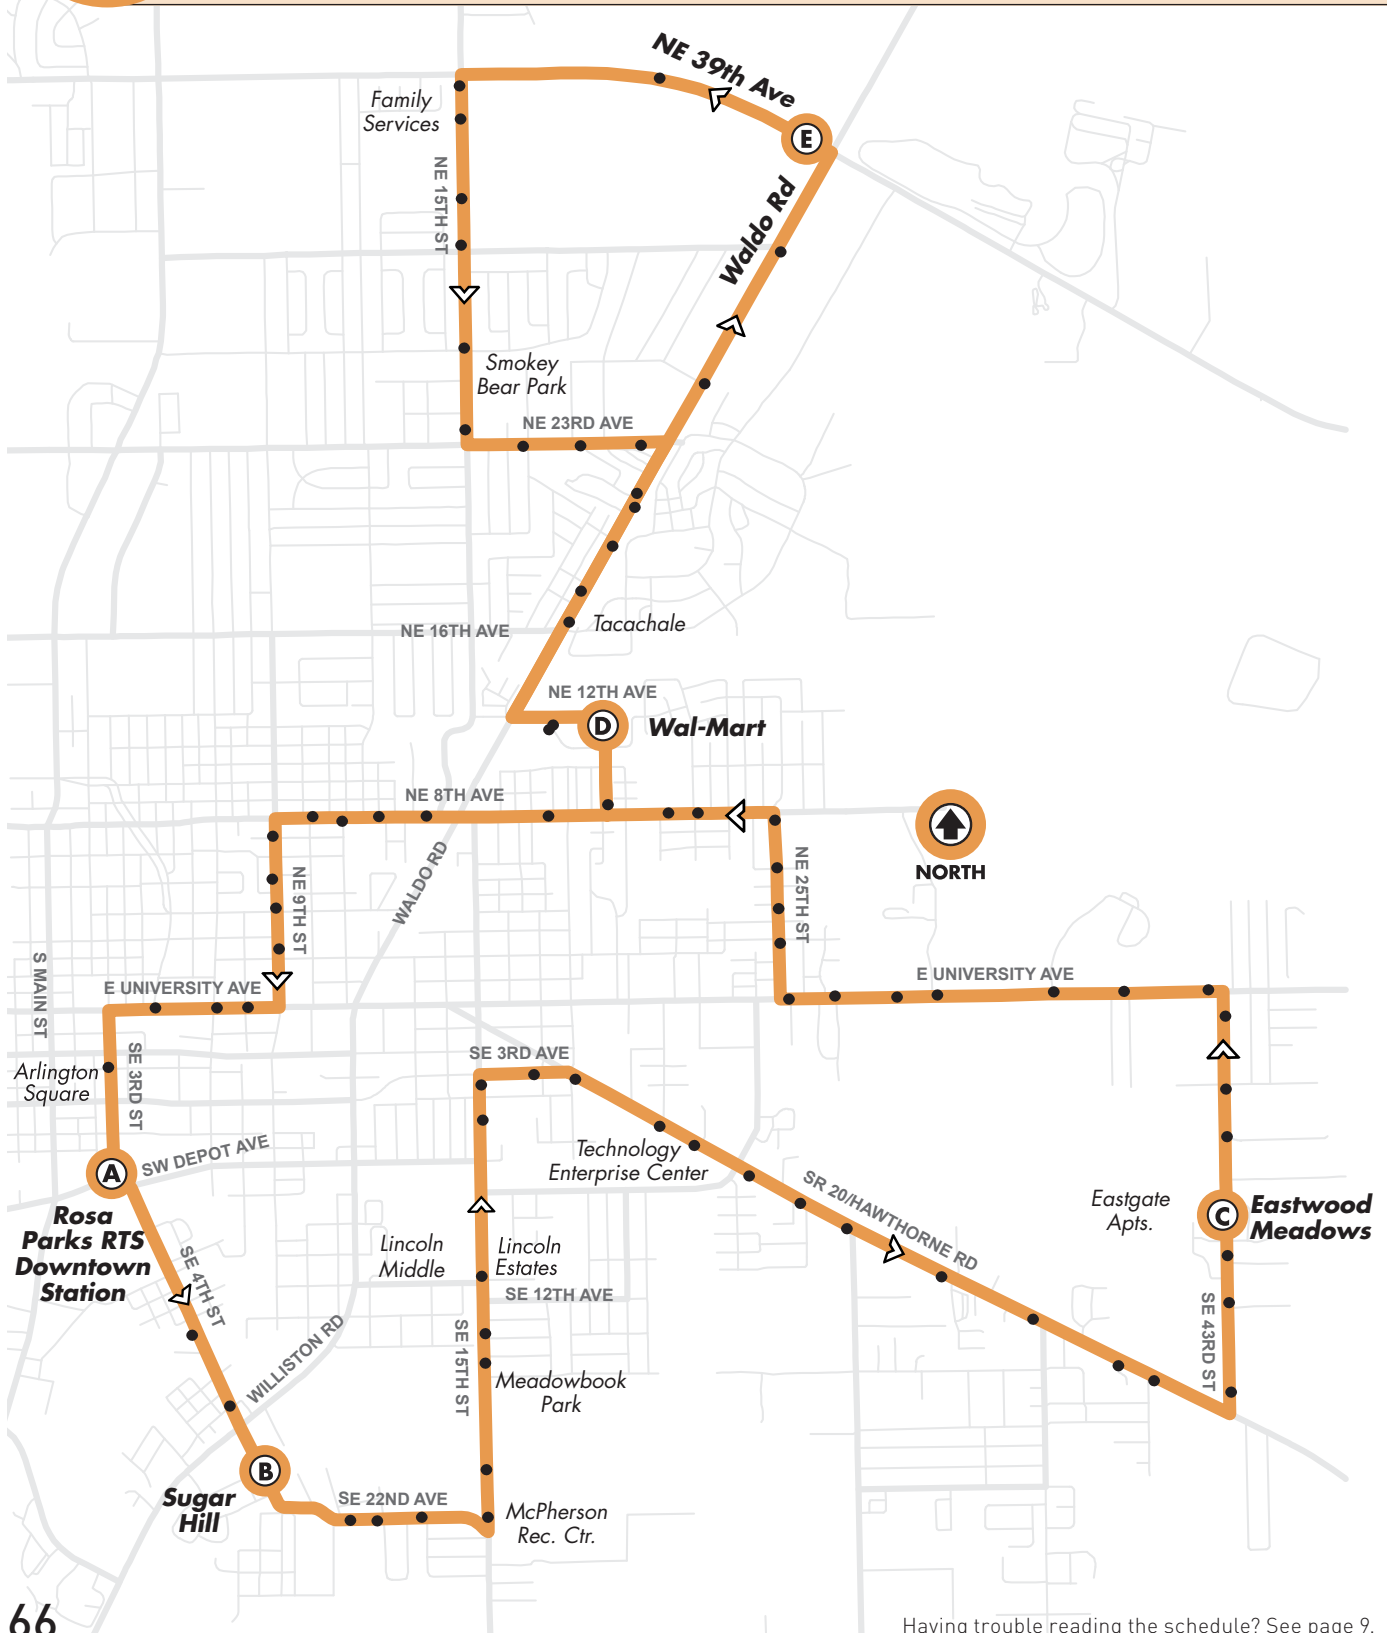 NE 39th Ave
E
Family
Services
NE 15TH ST
Waldo Rd
Smokey
Bear Park
NE 23RD AVE
NE 16TH AVE
Tacachale
NE 12TH AVE
D
Wal-Mart
NE 8TH AVE
NORTH
WALDO RD
NE 9TH ST
NE 25TH ST
S MAIN ST
E UNIVERSITY AVE
E UNIVERSITY AVE
SE 3RD AVE
Arlington
Square
SE 3RD ST
SW DEPOT AVE
A
Rosa
Parks RTS
Downtown
Station
Technology
Enterprise Center
SR 20/HAWTHORNE RD
Eastgate
Apts.
C
Eastwood
Meadows
SE 4TH ST
Lincoln
Middle
Lincoln
Estates
SE 12TH AVE
SE 15TH ST
SE 43RD ST
WILLISTON RD
Meadowbook
Park
B
Sugar
Hill
SE 22ND AVE
McPherson
Rec. Ctr.
66
Having trouble reading the schedule? See page 9.